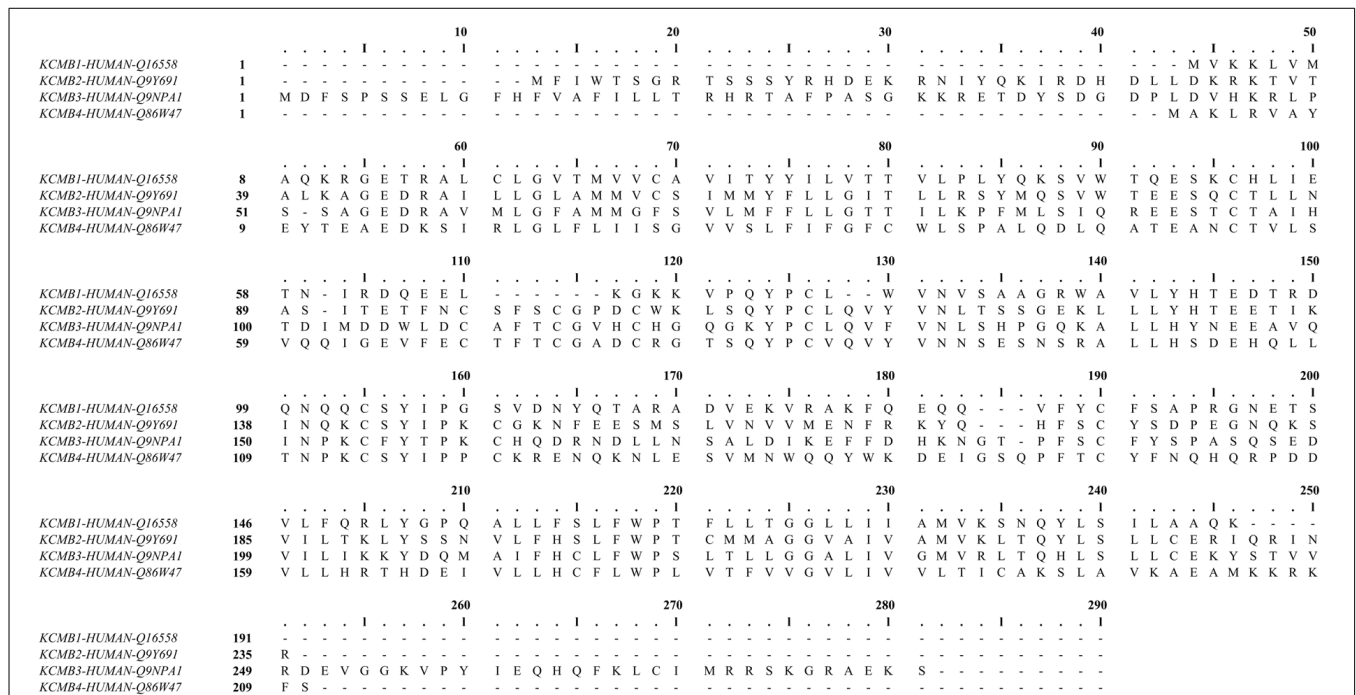 10 20 30 40 50
. . . . I . . . . I . . . . I . . . . I . . . . I . . . . I . . . . I . . . . I . . . . I . . . . I
KCMB1-HUMAN-Q16558 1 - - - - - - - - - - - - - - - - - - - - - - - - - - - - - - - - - - - - - - - - - - - M V K K L V M
KCMB2-HUMAN-Q9Y691 1 - - - - - - - - - - - - M F I W T S G R T S S S Y R H D E K R N I Y Q K I R D H D L L D K R K T V T
KCMB3-HUMAN-Q9NPA1 1 M D F S P S S E L G F H F V A F I L L T R H R T A F P A S G K K R E T D Y S D G D P L D V H K R L P
KCMB4-HUMAN-Q86W47 1 - - - - - - - - - - - - - - - - - - - - - - - - - - - - - - - - - - - - - - - - - - M A K L R V A Y
60 70 80 90 100
. . . . I . . . . I . . . . I . . . . I . . . . I . . . . I . . . . I . . . . I . . . . I . . . . I
KCMB1-HUMAN-Q16558 8 A Q K R G E T R A L C L G V T M V V C A V I T Y Y I L V T T V L P L Y Q K S V W T Q E S K C H L I E
KCMB2-HUMAN-Q9Y691 39 A L K A G E D R A I L L G L A M M V C S I M M Y F L L G I T L L R S Y M Q S V W T E E S Q C T L L N
KCMB3-HUMAN-Q9NPA1 51 S - S A G E D R A V M L G F A M M G F S V L M F F L L G T T I L K P F M L S I Q R E E S T C T A I H
KCMB4-HUMAN-Q86W47 9 E Y T E A E D K S I R L G L F L I I S G V V S L F I F G F C W L S P A L Q D L Q A T E A N C T V L S
110 120 130 140 150
. . . . I . . . . I . . . . I . . . . I . . . . I . . . . I . . . . I . . . . I . . . . I . . . . I
KCMB1-HUMAN-Q16558 58 T N - I R D Q E E L - - - - - - K G K K V P Q Y P C L - - W V N V S A A G R W A V L Y H T E D T R D
KCMB2-HUMAN-Q9Y691 89 A S - I T E T F N C S F S C G P D C W K L S Q Y P C L Q V Y V N L T S S G E K L L L Y H T E E T I K
KCMB3-HUMAN-Q9NPA1 100 T D I M D D W L D C A F T C G V H C H G Q G K Y P C L Q V F V N L S H P G Q K A L L H Y N E E A V Q
KCMB4-HUMAN-Q86W47 59 V Q Q I G E V F E C T F T C G A D C R G T S Q Y P C V Q V Y V N N S E S N S R A L L H S D E H Q L L
160 170 180 190 200
. . . . I . . . . I . . . . I . . . . I . . . . I . . . . I . . . . I . . . . I . . . . I . . . . I
KCMB1-HUMAN-Q16558 99 Q N Q Q C S Y I P G S V D N Y Q T A R A D V E K V R A K F Q E Q Q - - - V F Y C F S A P R G N E T S
KCMB2-HUMAN-Q9Y691 138 I N Q K C S Y I P K C G K N F E E S M S L V N V V M E N F R K Y Q - - - H F S C Y S D P E G N Q K S
KCMB3-HUMAN-Q9NPA1 150 I N P K C F Y T P K C H Q D R N D L L N S A L D I K E F F D H K N G T - P F S C F Y S P A S Q S E D
KCMB4-HUMAN-Q86W47 109 T N P K C S Y I P P C K R E N Q K N L E S V M N W Q Q Y W K D E I G S Q P F T C Y F N Q H Q R P D D
210 220 230 240 250
. . . . I . . . . I . . . . I . . . . I . . . . I . . . . I . . . . I . . . . I . . . . I . . . . I
KCMB1-HUMAN-Q16558 146 V L F Q R L Y G P Q A L L F S L F W P T F L L T G G L L I I A M V K S N Q Y L S I L A A Q K - - - -
KCMB2-HUMAN-Q9Y691 185 V I L T K L Y S S N V L F H S L F W P T C M M A G G V A I V A M V K L T Q Y L S L L C E R I Q R I N
KCMB3-HUMAN-Q9NPA1 199 V I L I K K Y D Q M A I F H C L F W P S L T L L G G A L I V G M V R L T Q H L S L L C E K Y S T V V
KCMB4-HUMAN-Q86W47 159 V L L H R T H D E I V L L H C F L W P L V T F V V G V L I V V L T I C A K S L A V K A E A M K K R K
260 270 280 290
. . . . I . . . . I . . . . I . . . . I . . . . I . . . . I . . . . I . . . . I
KCMB1-HUMAN-Q16558 191 - - - - - - - - - - - - - - - - - - - - - - - - - - - - - - - - - - - - - - - -
KCMB2-HUMAN-Q9Y691 235 R - - - - - - - - - - - - - - - - - - - - - - - - - - - - - - - - - - - - - - -
KCMB3-HUMAN-Q9NPA1 249 R D E V G G K V P Y I E Q H Q F K L C I M R R S K G R A E K S - - - - - - - - -
KCMB4-HUMAN-Q86W47 209 F S - - - - - - - - - - - - - - - - - - - - - - - - - - - - - - - - - - - - - -